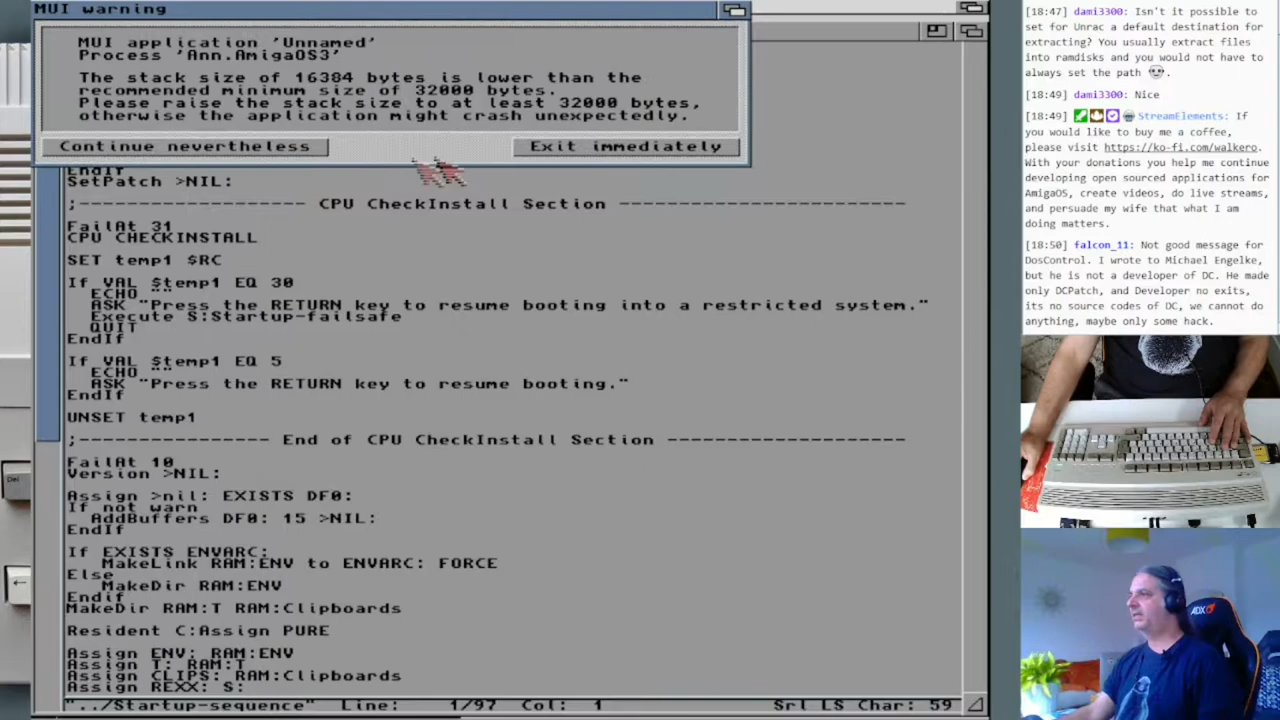 MUI warning
MUI application 'Unnamed'
Process 'Ann.AmigaOS3'
The stack size of 16384 bytes is lower than the
recommended minimum size of 32000 bytes.
Please raise the stack size to at least 32000 bytes,
otherwise the application might crash unexpectedly.
Continue nevertheless
Exit immediately
EndIf
SetPatch >NIL:
;-------------------- CPU CheckInstall Section ------------------------
FailAt 31
CPU CHECKINSTALL
SET temp1 $RC
If VAL $temp1 EQ 30
ECHO ""
ASK "Press the RETURN key to resume booting into a restricted system."
Execute S:Startup-failsafe
QUIT
EndIf
If VAL $temp1 EQ 5
ECHO ""
ASK "Press the RETURN key to resume booting."
EndIf
UNSET temp1
;----------------- End of CPU CheckInstall Section --------------------
FailAt 10
Version >NIL:
Assign >nil: EXISTS DF0:
If not warn
AddBuffers DF0: 15 >NIL:
EndIf
If EXISTS ENVARC:
MakeLink RAM:ENV to ENVARC: FORCE
Else
MakeDir RAM:ENV
Endif
MakeDir RAM:T RAM:Clipboards
Resident C:Assign PURE
Assign ENV: RAM:ENV
Assign T: RAM:T
Assign CLIPS: RAM:Clipboards
Assign REXX: S:
"../Startup-sequence" Line: 1/97 Col: 1 Srl LS Char: 59
Del
[18:47] dami3300: Isn't it possible to
set for Unrac a default destination for
extracting? You usually extract files
into ramdisks and you would not have to
always set the path
[18:49] dami3300: Nice
[18:49] StreamElements: If
you would like to buy me a coffee,
please visit https://ko-fi.com/walkero.
With your donations you help me continue
developing open sourced applications for
AmigaOS, create videos, do live streams,
and persuade my wife that what I am
doing matters.
[18:50] falcon_11: Not good message for
DosControl. I wrote to Michael Engelke,
but he is not a developer of DC. He made
only DCPatch, and Developer no exits,
its no source codes of DC, we cannot do
anything, maybe only some hack.
ADX